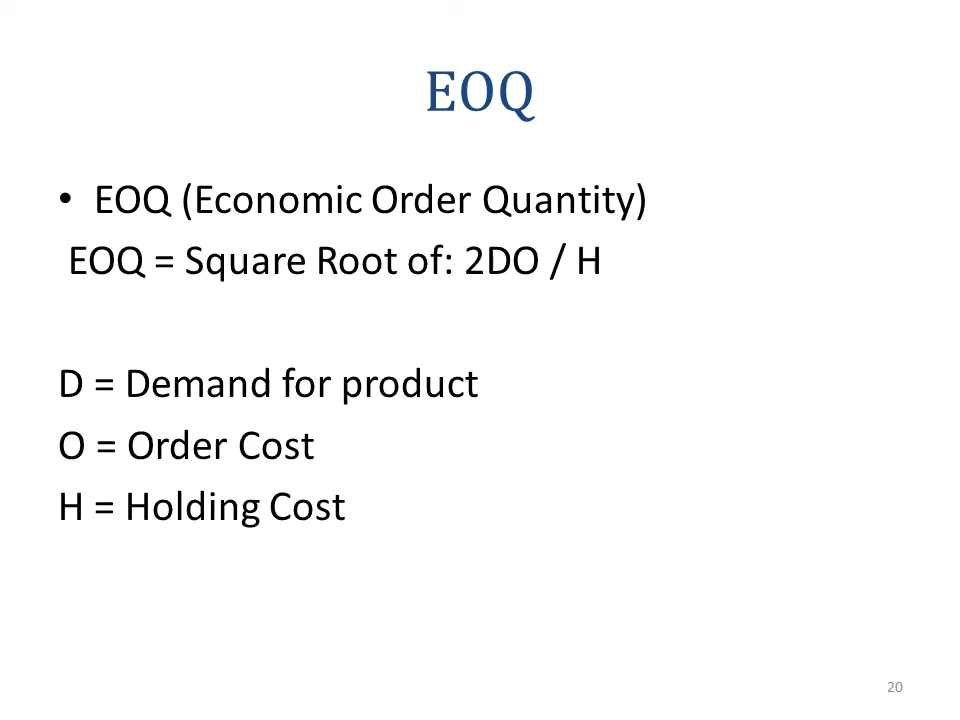 EOQ
• EOQ (Economic Order Quantity)
EOQ = Square Root of: 2DO / H
D = Demand for product
O = Order Cost
H = Holding Cost
20